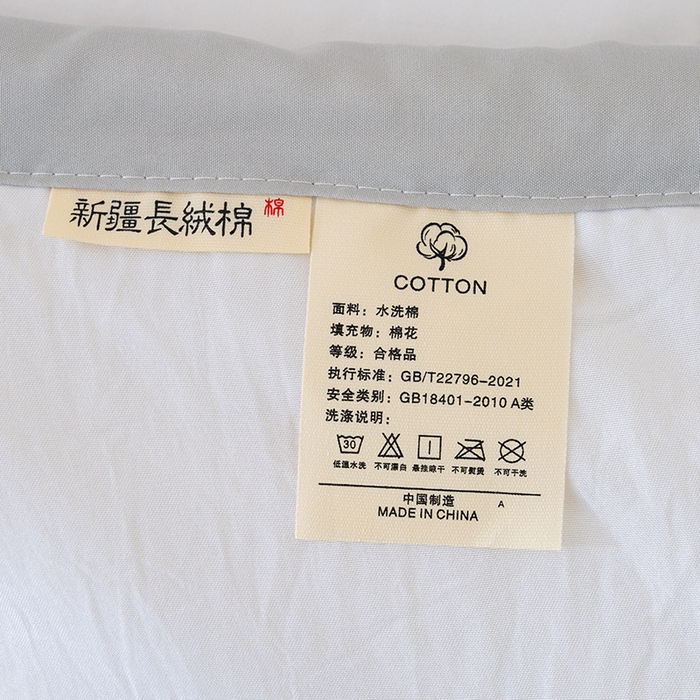 新疆長絨棉 棉
COTTON
面料：水洗棉
填充物：棉花
等级：合格品
执行标准：GB/T22796-2021
安全类别：GB18401-2010 A类
洗涤说明：
30
低温水洗 不可漂白 悬挂晾干 不可熨烫 不可干洗
中国制造 A
MADE IN CHINA